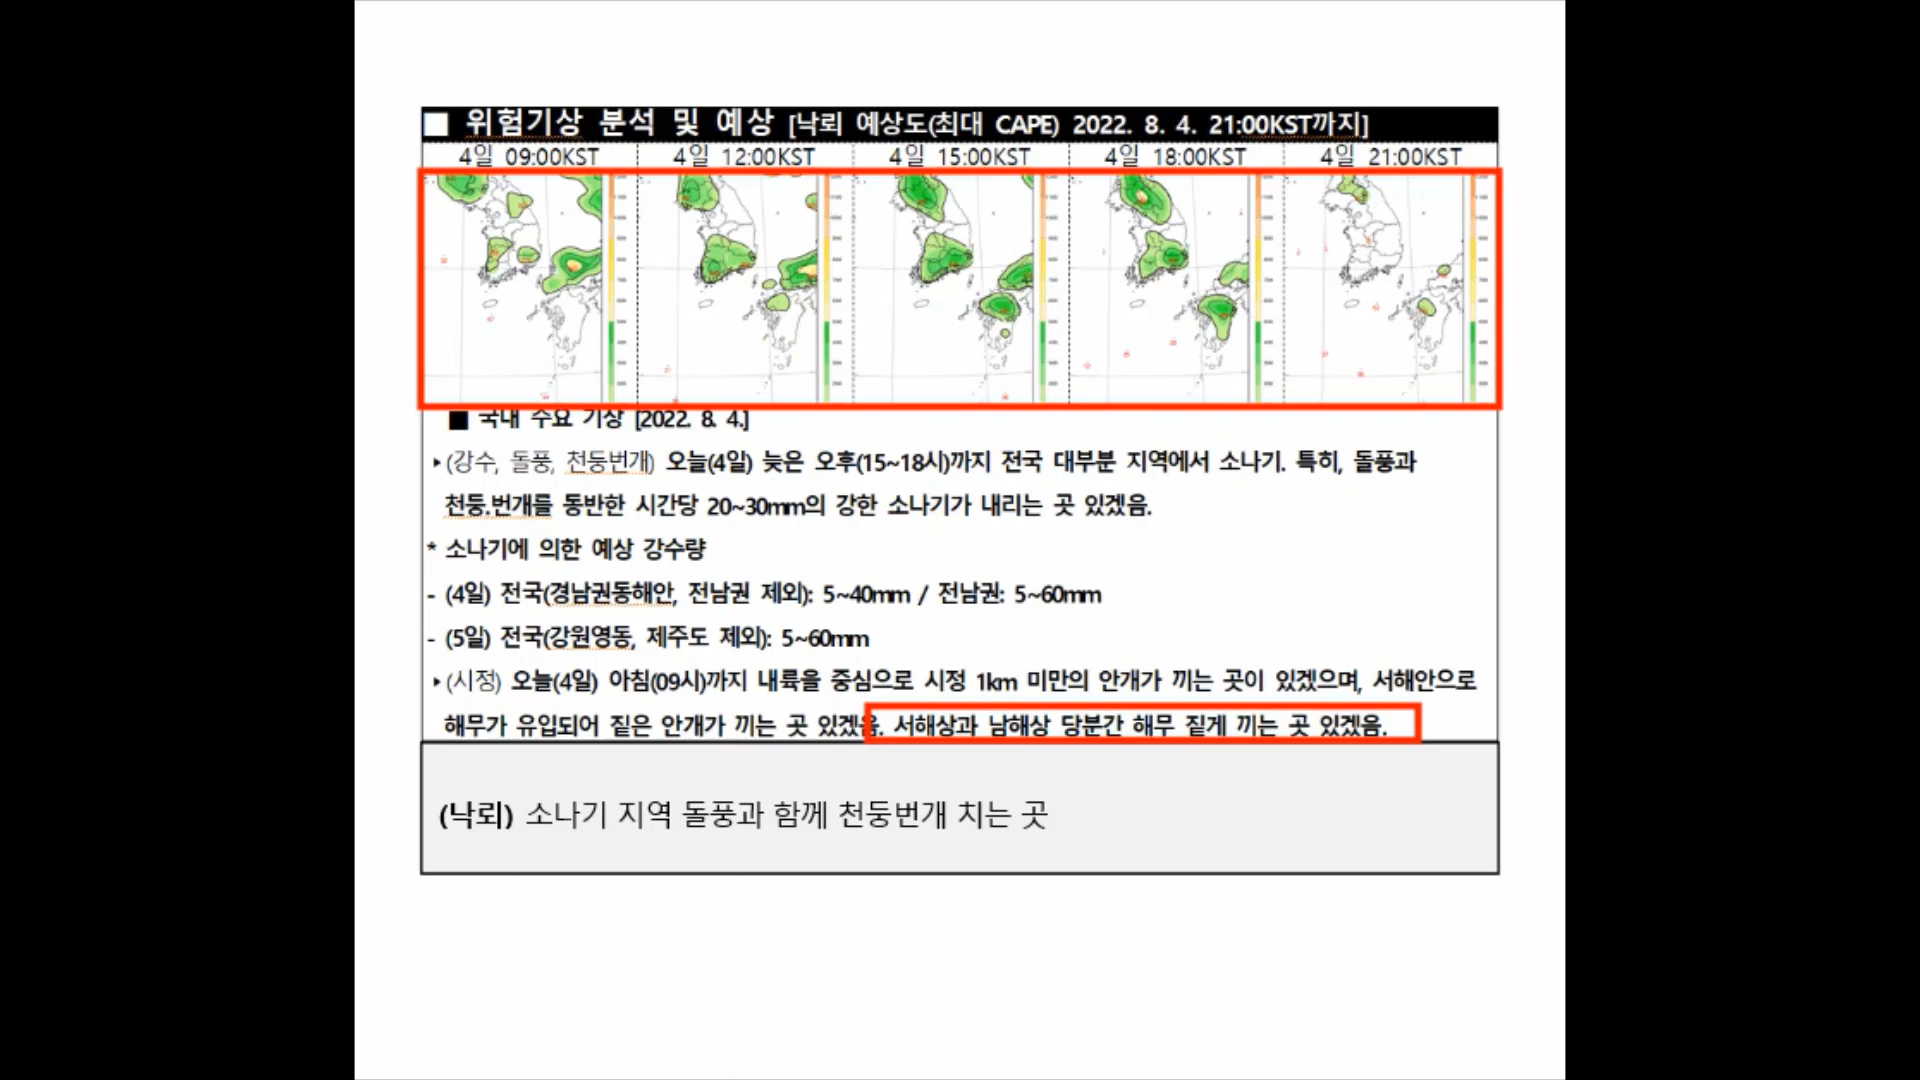 ■ 위험기상 분석 및 예상 [낙뢰 예상도(최대 CAPE) 2022. 8. 4. 21:00KST까지]
4일 09:00KST 4일 12:00KST 4일 15:00KST 4일 18:00KST 4일 21:00KST
■ 국내 주요 기상 [2022. 8. 4.]
‣(강수, 돌풍, 천둥번개) 오늘(4일) 늦은 오후(15~18시)까지 전국 대부분 지역에서 소나기. 특히, 돌풍과
천둥.번개를 동반한 시간당 20~30mm의 강한 소나기가 내리는 곳 있겠음.
* 소나기에 의한 예상 강수량
- (4일) 전국(경남권동해안, 전남권 제외): 5~40mm / 전남권: 5~60mm
- (5일) 전국(강원영동, 제주도 제외): 5~60mm
‣(시정) 오늘(4일) 아침(09시)까지 내륙을 중심으로 시정 1km 미만의 안개가 끼는 곳이 있겠으며, 서해안으로
해무가 유입되어 짙은 안개가 끼는 곳 있겠음. 서해상과 남해상 당분간 해무 짙게 끼는 곳 있겠음.
(낙뢰) 소나기 지역 돌풍과 함께 천둥번개 치는 곳